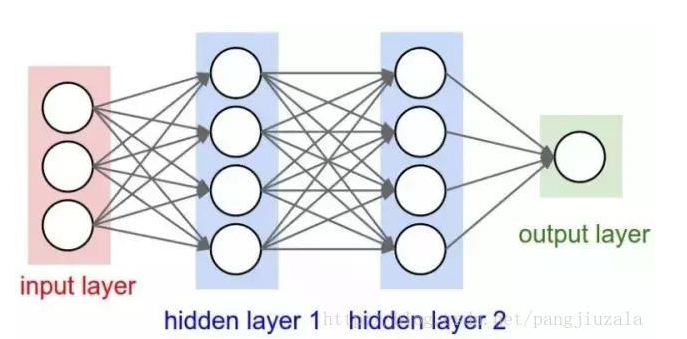 output layer
input layer
hidden layer 1
hidden layer 2